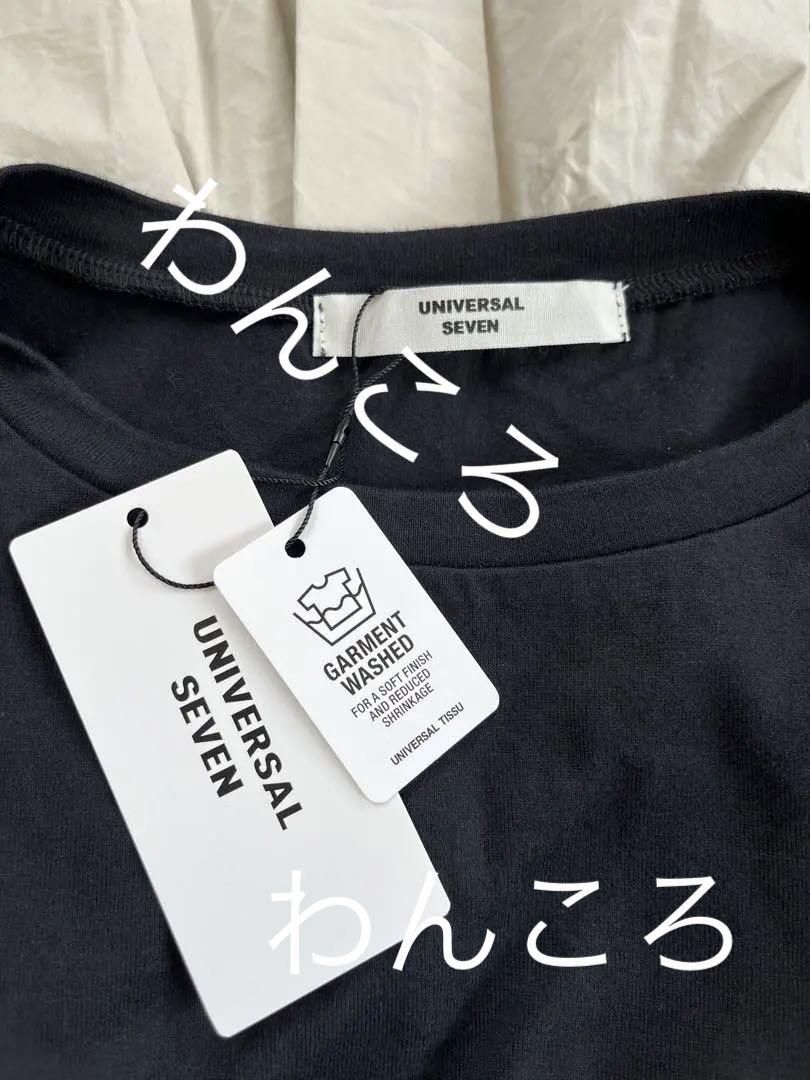 わんころ
UNIVERSAL
SEVEN
UNIVERSAL
SEVEN
GARMENT
WASHED
FOR A SOFT FINISH
AND REDUCED
SHRINKAGE
UNIVERSAL TISSU
わんころ